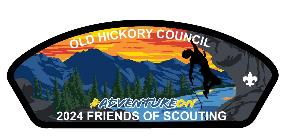 OLD HICKORY COUNCIL
#ADVENTUREON
2024 FRIENDS OF SCOUTING